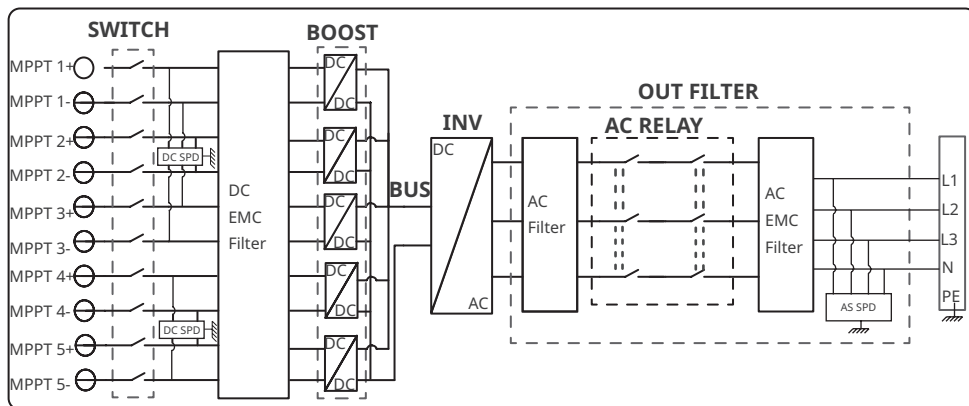 SWITCH
BOOST
MPPT 1+
MPPT 1-
MPPT 2+
MPPT 2-
MPPT 3+
MPPT 3-
MPPT 4+
MPPT 4-
MPPT 5+
MPPT 5-
DC SPD
DC SPD
DC
EMC
Filter
DC
DC
DC
DC
DC
DC
DC
DC
DC
DC
BUS
INV
DC
AC
OUT FILTER
AC RELAY
AC
Filter
AC
EMC
Filter
AS SPD
L1
L2
L3
N
PE